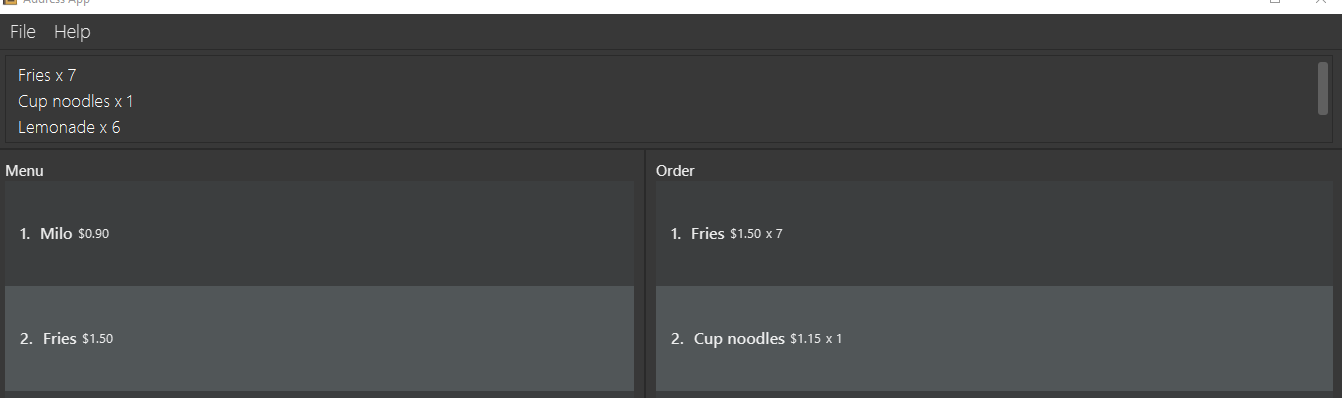 Address App
File Help
Fries x 7
Cup noodles x 1
Lemonade x 6
Menu
1. Milo $0.90
2. Fries $1.50
Order
1. Fries $1.50 x 7
2. Cup noodles $1.15 x 1